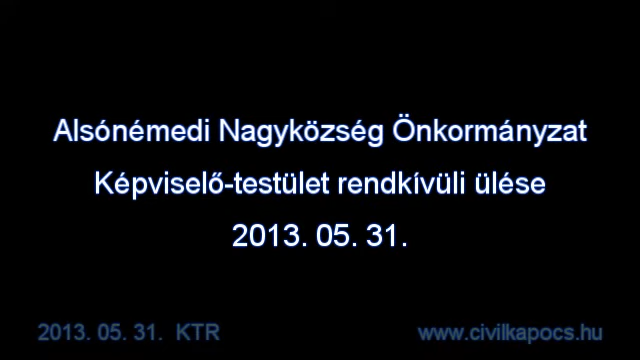 Alsónémedi Nagyközség Önkormányzat
Képviselő-testület rendkívüli ülése
2013. 05. 31.
2013. 05. 31. KTR
www.civilkapocs.hu